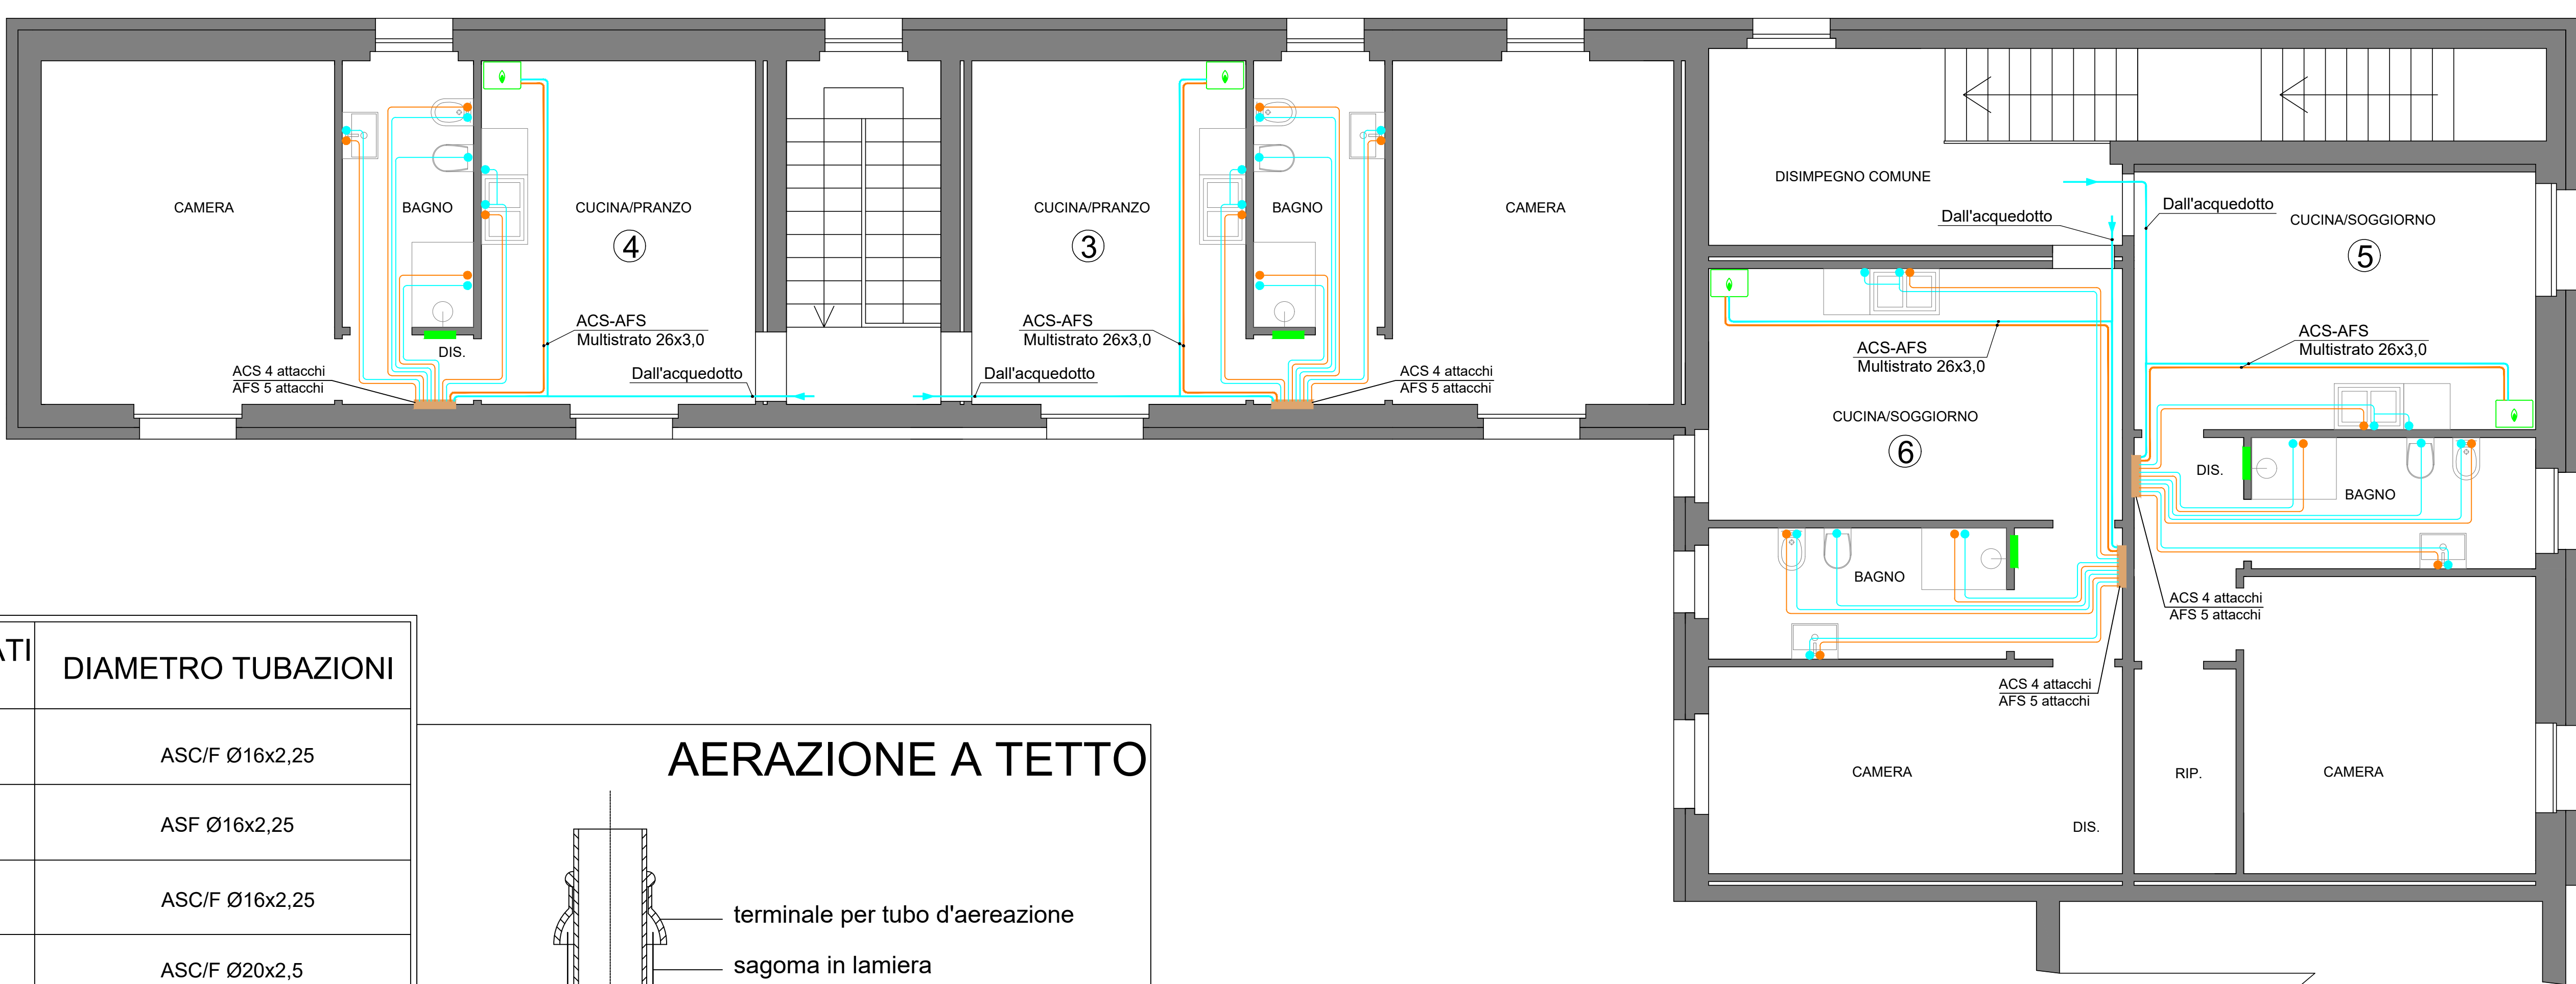 CAMERA
BAGNO
CUCINA/PRANZO
4
DIS.
ACS-AFS
Multistrato 26x3,0
ACS 4 attacchi
AFS 5 attacchi
Dall'acquedotto
CUCINA/PRANZO
3
BAGNO
CAMERA
ACS-AFS
Multistrato 26x3,0
Dall'acquedotto
ACS 4 attacchi
AFS 5 attacchi
DISIMPEGNO COMUNE
Dall'acquedotto
Dall'acquedotto
CUCINA/SOGGIORNO
5
ACS-AFS
Multistrato 26x3,0
ACS-AFS
Multistrato 26x3,0
CUCINA/SOGGIORNO
6
DIS.
BAGNO
BAGNO
ACS 4 attacchi
AFS 5 attacchi
ACS 4 attacchi
AFS 5 attacchi
CAMERA
RIP.
CAMERA
DIS.
ATI
DIAMETRO TUBAZIONI
ASC/F Ø16x2,25
ASF Ø16x2,25
ASC/F Ø16x2,25
ASC/F Ø20x2,5
AERAZIONE A TETTO
terminale per tubo d'aereazione
sagoma in lamiera